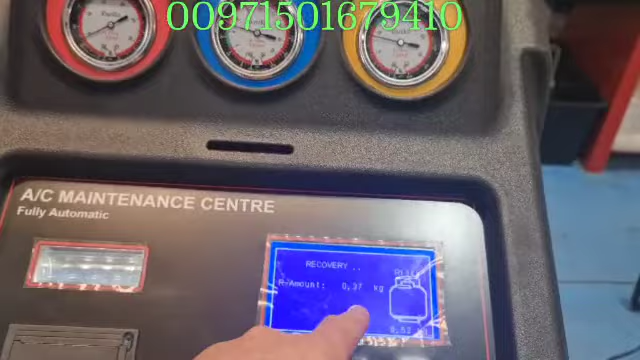 00971501679410
A/C MAINTENANCE CENTRE
Fully Automatic
RECOVERY ..
R-Amount: 0,37 kg